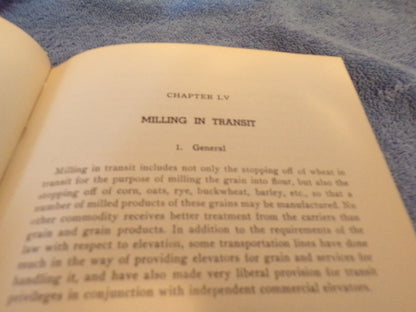 CHAPTER LV
MILLING IN TRANSIT
1. General
Milling in transit includes not only the stopping off of wheat in
transit for the purpose of milling the grain into flour, but also the
stopping off of corn, oats, rye, buckwheat, barley, etc., so that a
number of milled products of these grains may be manufactured. No
other commodity receives better treatment from the carriers than
grain and grain products. In addition to the requirements of the
law with respect to elevation, some transportation lines have done
much in the way of providing elevators for grain and services for
handling it, and have also made very liberal provision for transit
privileges in conjunction with independent commercial elevators.